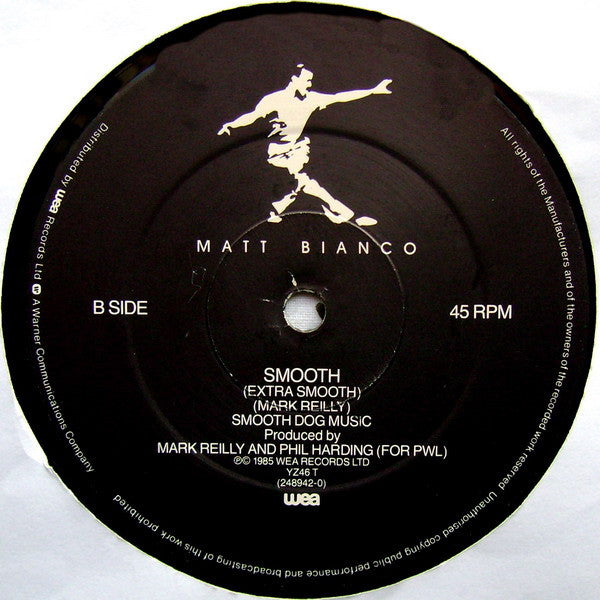 MATT BIANCO
B SIDE
45 RPM
SMOOTH
(EXTRA SMOOTH)
(MARK REILLY)
SMOOTH DOG MUSIC
Produced by
MARK REILLY AND PHIL HARDING (FOR PWL)
℗© 1985 WEA RECORDS LTD
YZ46 T
(248942-0)
wea
All rights of the Manufacturers and of the owners of the recorded work reserved Unauthorised copying public performance and broadcasting of this work prohibited
Distributed by wea Records Ltd W A Warner Communications Company